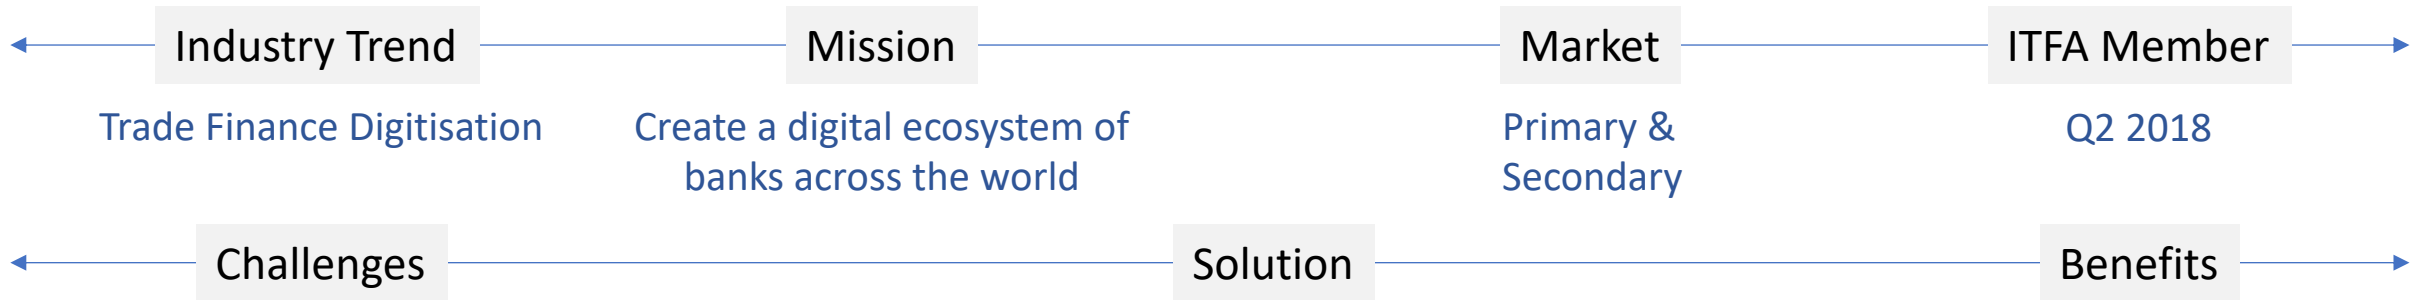 Industry Trend
Mission
Market
ITFA Member
Trade Finance Digitisation
Create a digital ecosystem of
banks across the world
Primary &
Secondary
Q2 2018
Challenges
Solution
Benefits